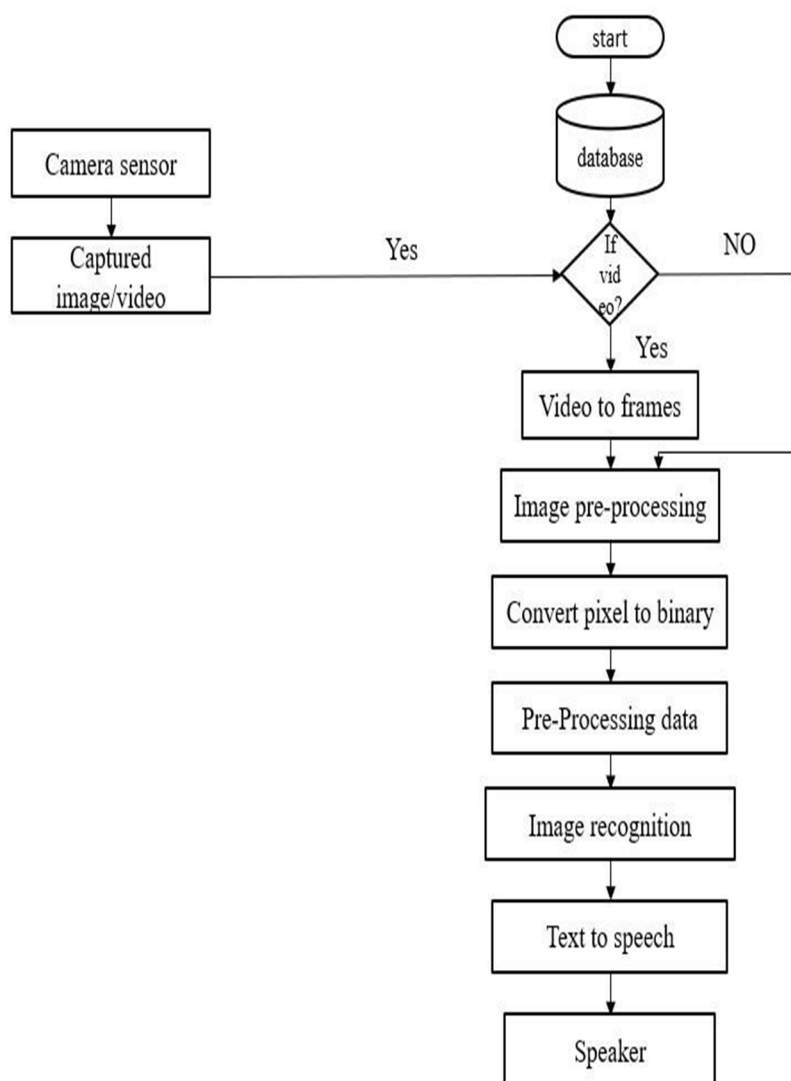 start
database
Camera sensor
Captured
image/video
Yes
If
vid
eo?
NO
Yes
Video to frames
Image pre-processing
Convert pixel to binary
Pre-Processing data
Image recognition
Text to speech
Speaker